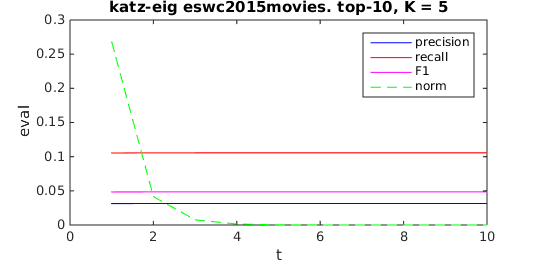 katz-eig eswc2015movies. top-10, K = 5
0.3
0.25
0.2
0.15
0.1
0.05
0
eval
precision
recall
F1
norm
0 2 4 6 8 10
t